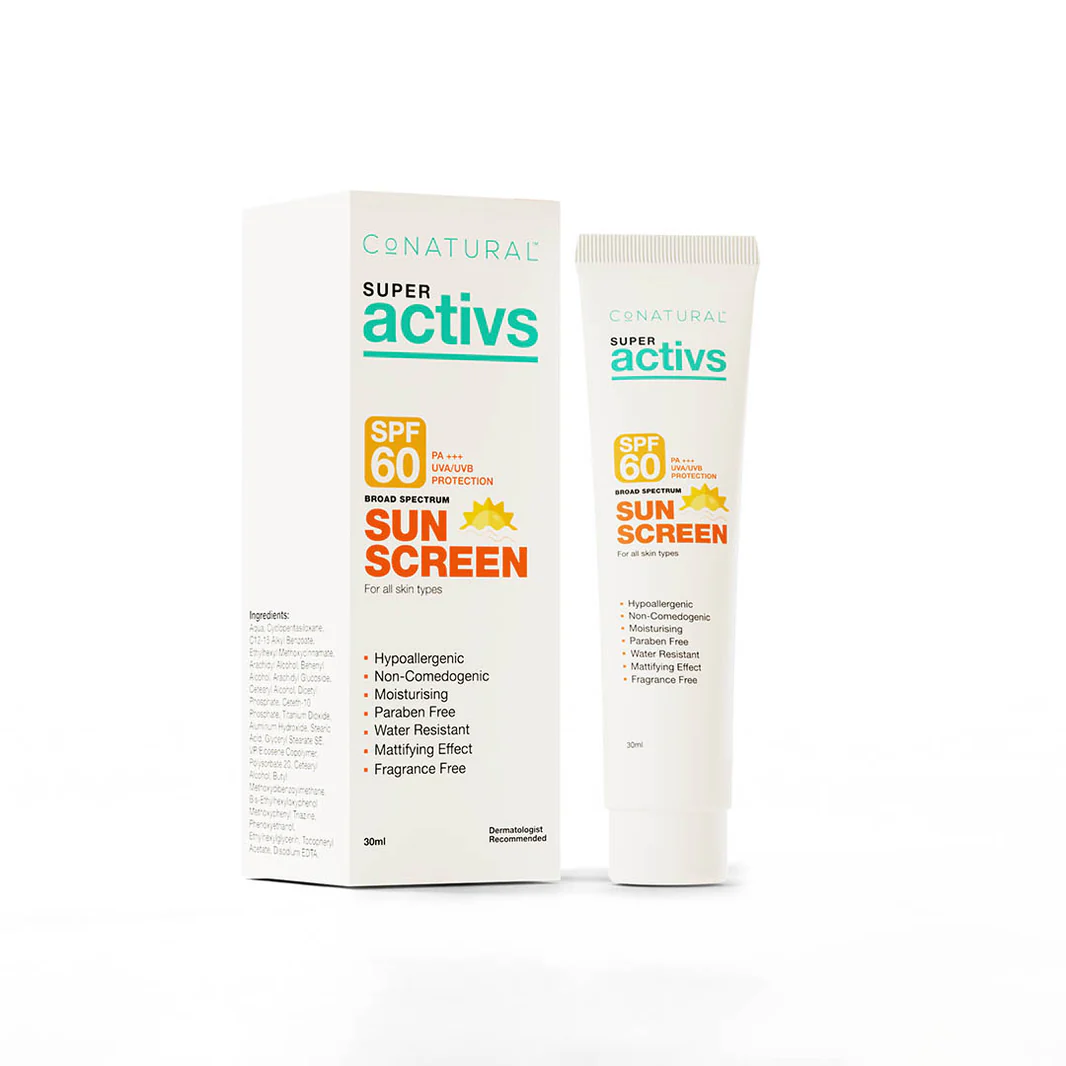 CoNATURAL™
SUPER
activs
SPF
60
PA +++
UVA/UVB
PROTECTION
BROAD SPECTRUM
SUN
SCREEN
For all skin types
Hypoallergenic
Non-Comedogenic
Moisturising
Paraben Free
Water Resistant
Mattifying Effect
Fragrance Free
30ml
Dermatologist
Recommended
Ingredients:
Aqua, Cyclopentasiloxane,
C12-15 Alkyl Benzoate,
Ethylhexyl Methoxycinnamate,
Arachidyl Alcohol, Behenyl
Alcohol, Arachidyl Glucoside,
Cetearyl Alcohol, Dicetyl
Phosphate, Ceteth-10
Phosphate, Titanium Dioxide,
Aluminum Hydroxide, Stearic
Acid, Glyceryl Stearate SE,
VP/Eicosene Copolymer,
Polysorbate 20, Cetearyl
Alcohol, Butyl
Methoxydibenzoylmethane,
Bis-Ethylhexyloxyphenol
Methoxyphenyl Triazine,
Phenoxyethanol,
Ethylhexylglycerin, Tocopheryl
Acetate, Disodium EDTA.
CoNATURAL
SUPER
activs
SPF
60
PA +++
UVA/UVB
PROTECTION
BROAD SPECTRUM
SUN
SCREEN
For all skin types
Hypoallergenic
Non-Comedogenic
Moisturising
Paraben Free
Water Resistant
Mattifying Effect
Fragrance Free
30ml